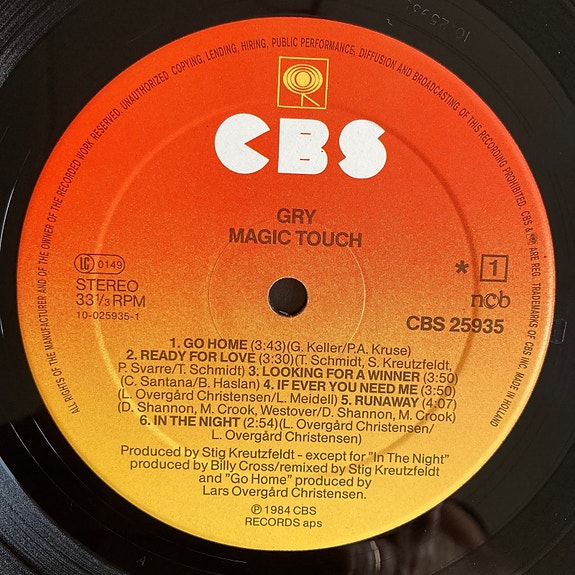 ALL RIGHTS OF THE MANUFACTURER AND OF THE OWNER OF THE RECORDED WORK RESERVED. UNAUTHORIZED COPYING, LENDING, HIRING, PUBLIC PERFORMANCE, DIFFUSION AND BROADCASTING OF THIS RECORDING PROHIBITED. CBS & ARE REG. TRADEMARKS OF CBS INC. MADE IN HOLLAND
CBS
GRY
MAGIC TOUCH
LC 0149
STEREO
33 1/3 RPM
10-025935-1
* 1
ncb
CBS 25935
1. GO HOME (3:43)(G. Keller/P.A. Kruse)
2. READY FOR LOVE (3:30)(T. Schmidt, S. Kreutzfeldt,
P. Svarre/T. Schmidt) 3. LOOKING FOR A WINNER (3:50)
(C. Santana/B. Haslan) 4. IF EVER YOU NEED ME (3:50)
(L. Overgård Christensen/L. Meidell) 5. RUNAWAY (4:07)
(D. Shannon, M. Crook, Westover/D. Shannon, M. Crook)
6. IN THE NIGHT (2:54)(L. Overgård Christensen/
L. Overgård Christensen)
Produced by Stig Kreutzfeldt - except for "In The Night"
produced by Billy Cross/remixed by Stig Kreutzfeldt
and "Go Home" produced by
Lars Overgård Christensen.
℗ 1984 CBS
RECORDS aps